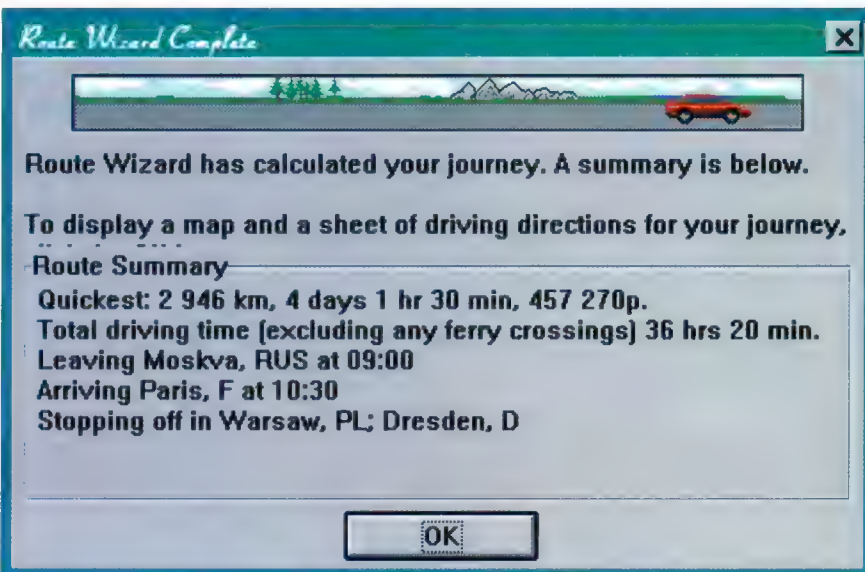 Route Wizard Complete
Route Wizard has calculated your journey. A summary is below.
To display a map and a sheet of driving directions for your journey,
Route Summary
Quickest: 2 946 km, 4 days 1 hr 30 min, 457 270p.
Total driving time (excluding any ferry crossings) 36 hrs 20 min.
Leaving Moskva, RUS at 09:00
Arriving Paris, F at 10:30
Stopping off in Warsaw, PL; Dresden, D
OK